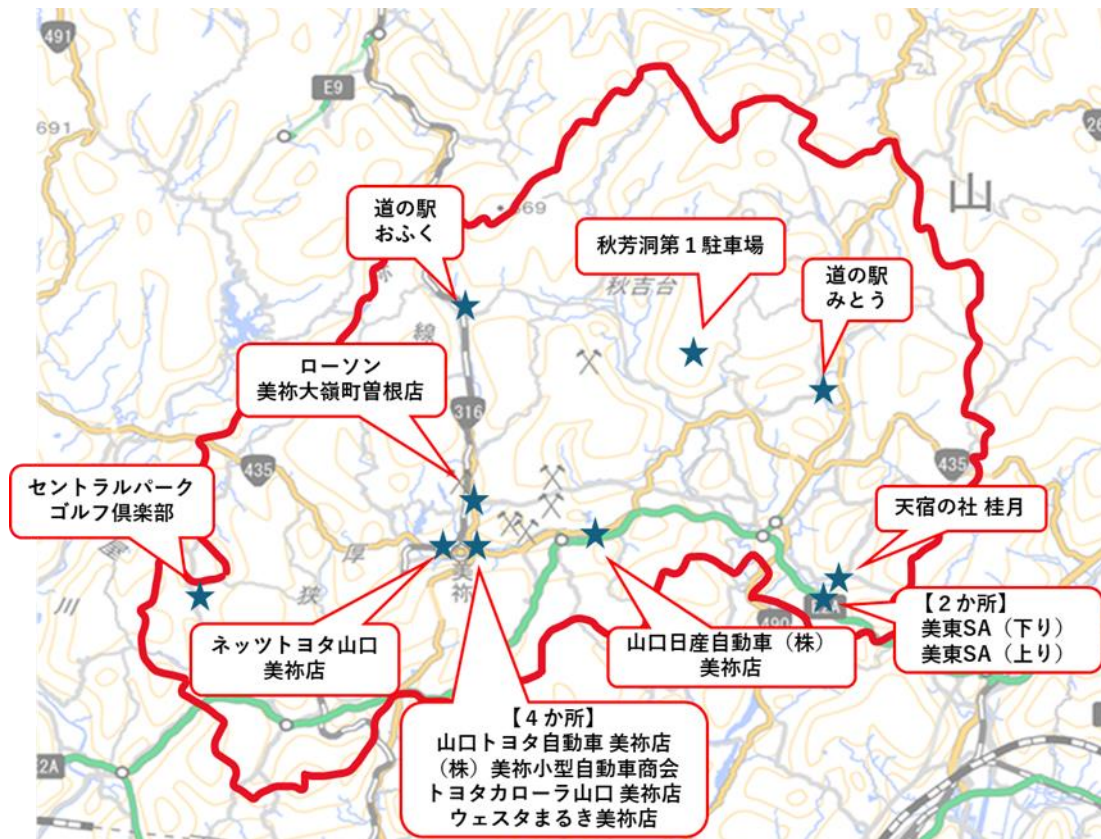 491
E9
691
26
山
道の駅
おふく
・669
秋芳洞第1駐車場
道の駅
みとう
秋吉台
線
ローソン
美祢大嶺町曽根店
316
435
435
セントラルパーク
ゴルフ倶楽部
天宿の社 桂月
厚
狭
川
美祢
ネッツトヨタ山口
美祢店
山口日産自動車（株）
美祢店
490
【２か所】
美東SA（下り）
美東SA（上り）
【４か所】
山口トヨタ自動車 美祢店
（株）美祢小型自動車商会
トヨタカローラ山口 美祢店
ウェスタまるき美祢店
2A